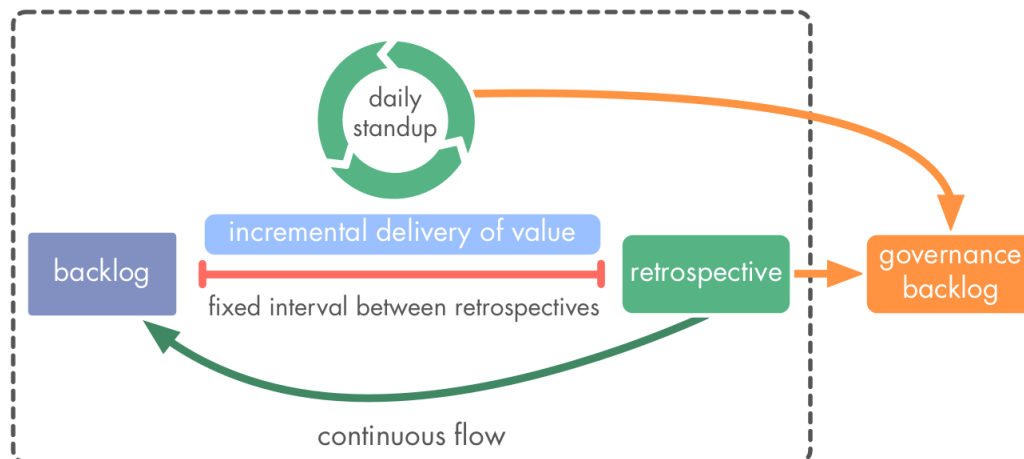 daily
standup
incremental delivery of value
backlog
retrospective
governance
backlog
fixed interval between retrospectives
continuous flow